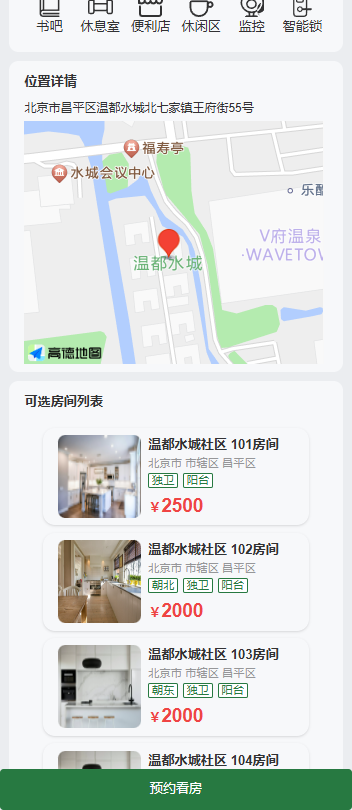 书吧 休息室 便利店 休闲区 监控 智能锁
位置详情
北京市昌平区温都水城北七家镇王府街55号
福寿亭
水城会议中心
乐酷
V府温泉
·WAVETOW
温都水城
高德地图
可选房间列表
温都水城社区 101房间
北京市 市辖区 昌平区
独卫 阳台
￥2500
温都水城社区 102房间
北京市 市辖区 昌平区
朝北 独卫 阳台
￥2000
温都水城社区 103房间
北京市 市辖区 昌平区
朝东 独卫 阳台
￥2000
温都水城社区 104房间
预约看房